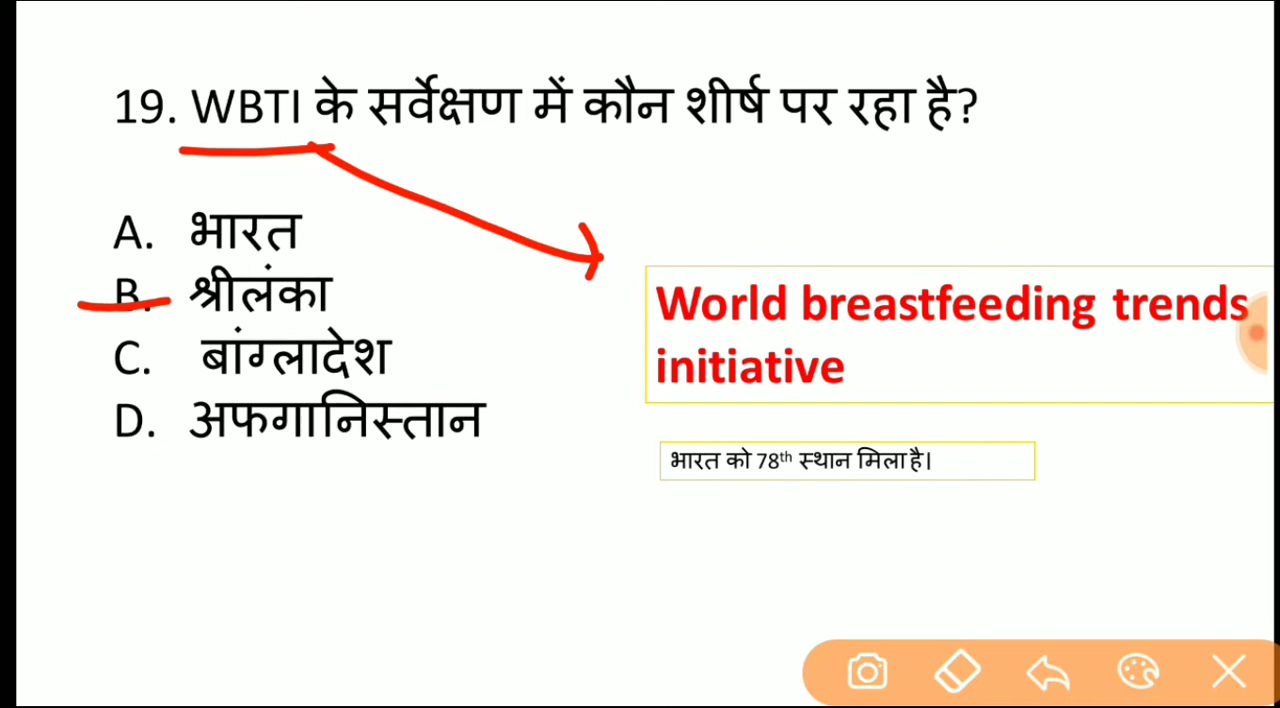 19. WBTI के सर्वेक्षण में कौन शीर्ष पर रहा है?
A. भारत
B. श्रीलंका
C. बांग्लादेश
D. अफगानिस्तान
World breastfeeding trends
initiative
भारत को 78th स्थान मिला है।